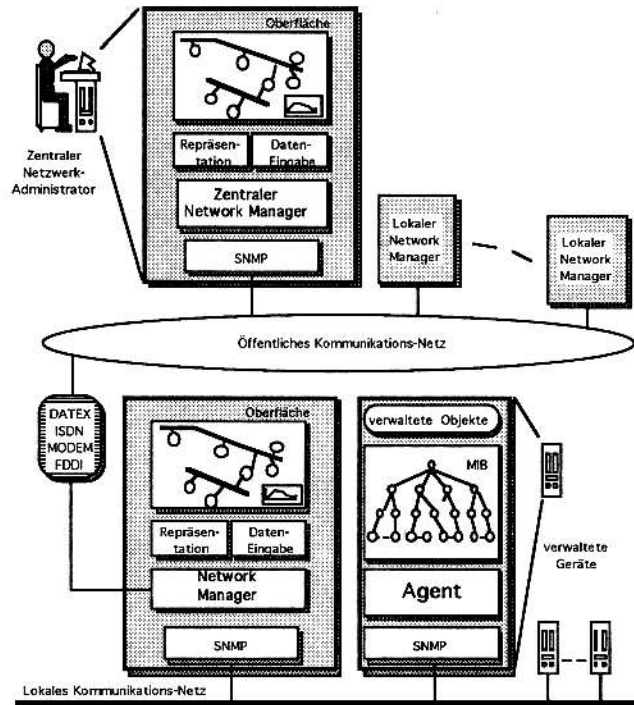 Oberfläche
Zentraler
Netzwerk-
Administrator
Repräsen-
tation
Daten-
Eingabe
Zentraler
Network Manager
SNMP
Lokaler
Network
Manager
Lokaler
Network
Manager
Öffentliches Kommunikations-Netz
DATEX
ISDN
MODEM
FDDI
Oberfläche
Repräsen-
tation
Daten-
Eingabe
Network
Manager
SNMP
verwaltete Objekte
MIB
Agent
SNMP
verwaltete
Geräte
Lokales Kommunikations-Netz